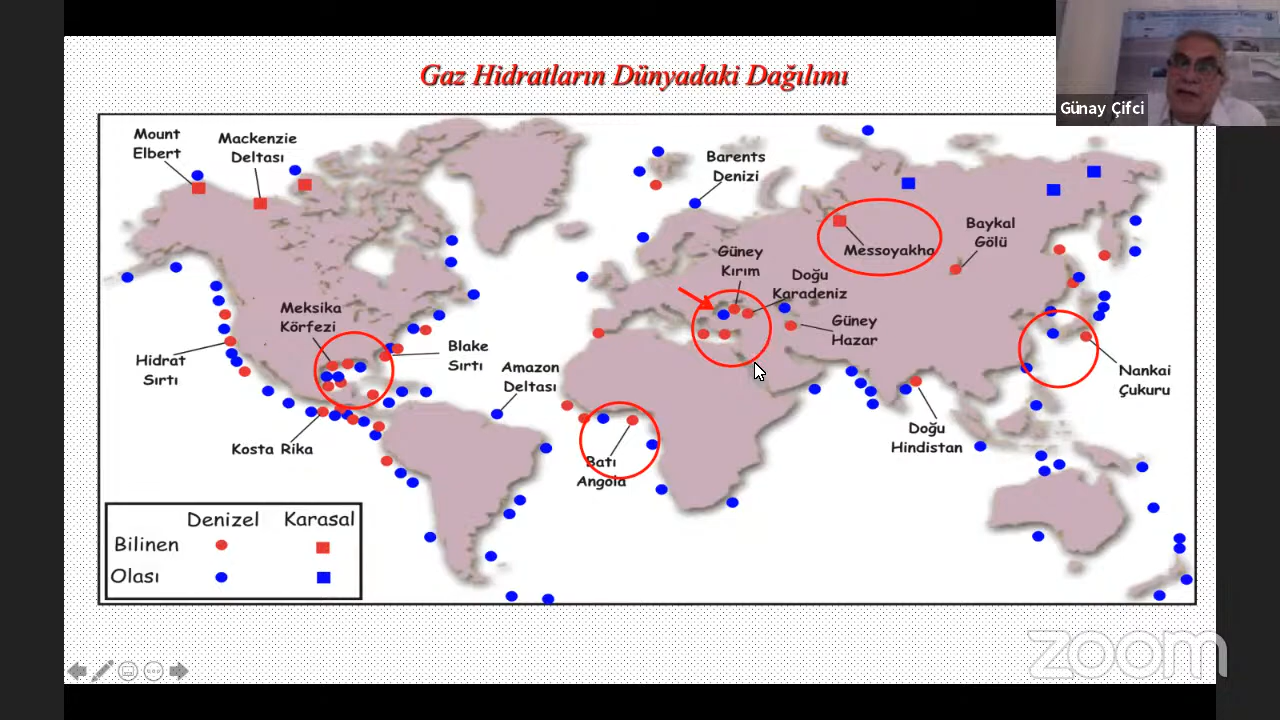 Gaz Hidratların Dünyadaki Dağılımı
Günay Çifci
Mount
Elbert
Mackenzie
Deltası
Barents
Denizi
Messoyakha
Baykal
Gölü
Güney
Kırım
Doğu
Karadeniz
Güney
Hazar
Meksika
Körfezi
Blake
Sırtı
Hidrat
Sırtı
Amazon
Deltası
Nankai
Çukuru
Kosta Rika
Batı
Angola
Doğu
Hindistan
Denizel Karasal
Bilinen
Olası
zoom